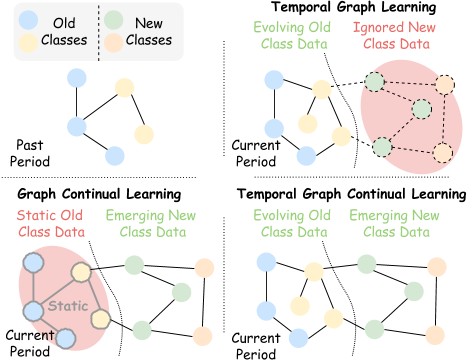 Old
Classes
New
Classes
Past
Period
Temporal Graph Learning
Evolving Old
Class Data
Ignored New
Class Data
Current
Period
Graph Continual Learning
Static Old
Class Data
Emerging New
Class Data
Static
Current
Period
Temporal Graph Continual Learning
Evolving Old
Class Data
Emerging New
Class Data
Current
Period